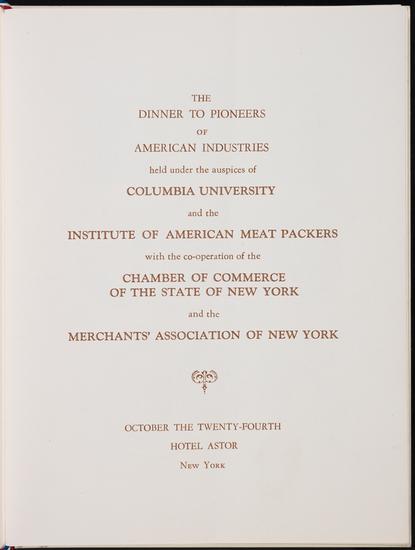 THE
DINNER TO PIONEERS
OF
AMERICAN INDUSTRIES
held under the auspices of
COLUMBIA UNIVERSITY
and the
INSTITUTE OF AMERICAN MEAT PACKERS
with the co-operation of the
CHAMBER OF COMMERCE
OF THE STATE OF NEW YORK
and the
MERCHANTS' ASSOCIATION OF NEW YORK
OCTOBER THE TWENTY-FOURTH
HOTEL ASTOR
NEW YORK